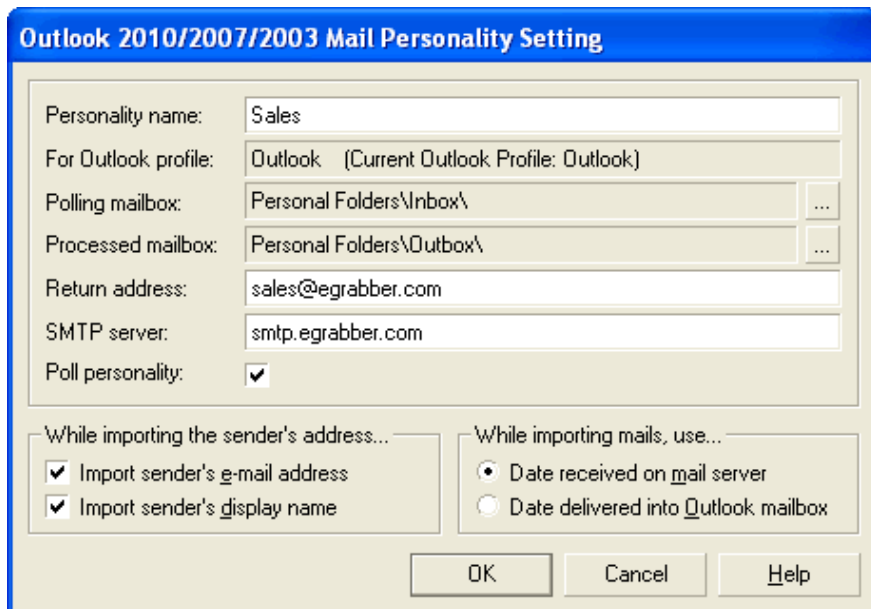 Outlook 2010/2007/2003 Mail Personality Setting
Personality name: Sales
For Outlook profile: Outlook (Current Outlook Profile: Outlook)
Polling mailbox: Personal Folders\Inbox\ ...
Processed mailbox: Personal Folders\Outbox\ ...
Return address: sales@egrabber.com
SMTP server: smtp.egrabber.com
Poll personality:
While importing the sender's address... While importing mails, use...
Import sender's e-mail address Date received on mail server
Import sender's display name Date delivered into Outlook mailbox
OK Cancel Help